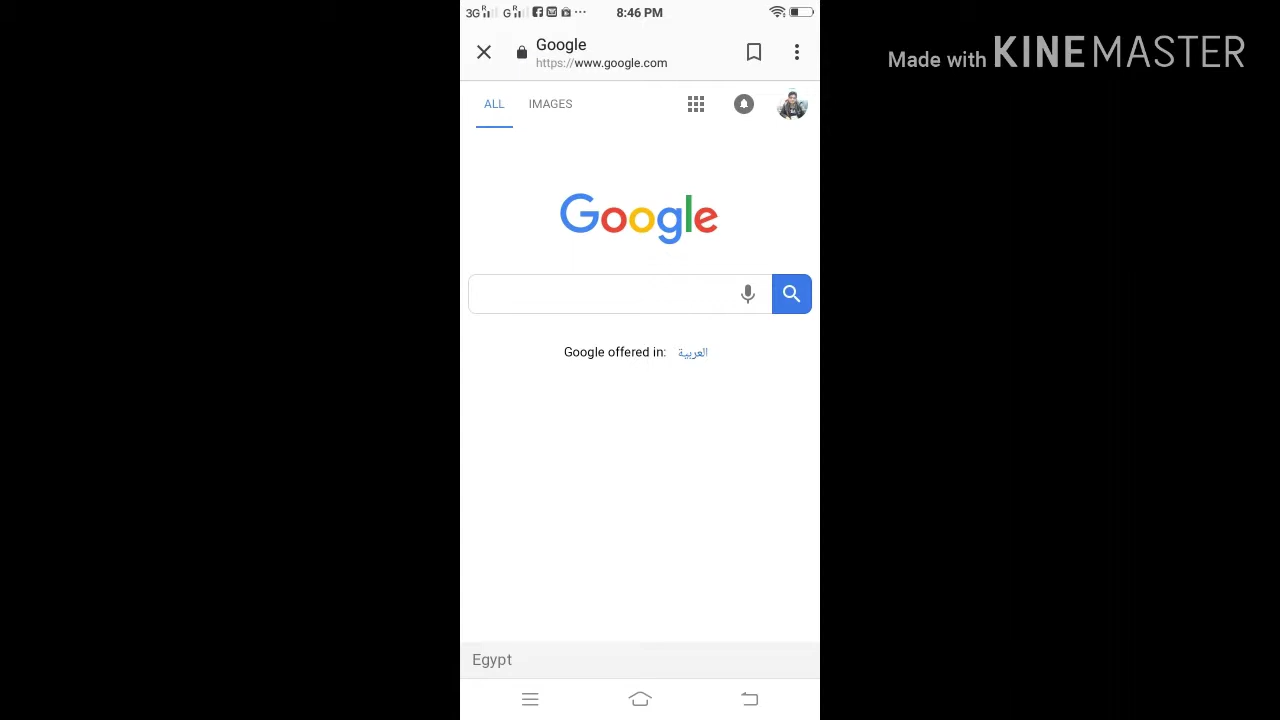 3G R G R 8:46 PM
Made with KINEMASTER
Google
https://www.google.com
ALL IMAGES
Google
Google offered in: العربية
Egypt